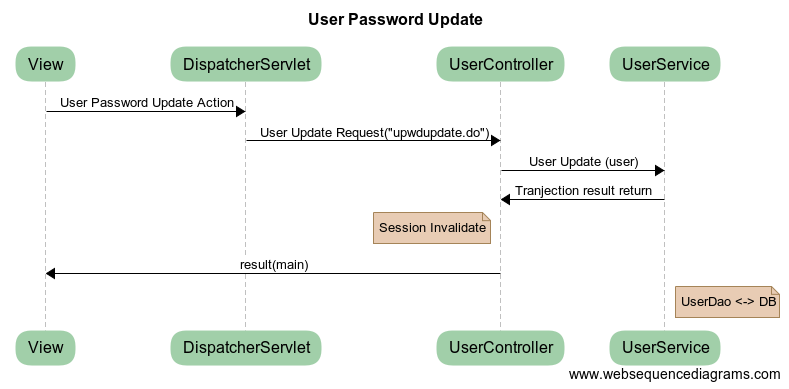 User Password Update
View
DispatcherServlet
UserController
UserService
User Password Update Action
User Update Request("upwdupdate.do")
User Update (user)
Tranjection result return
Session Invalidate
result(main)
UserDao <-> DB
View
DispatcherServlet
UserController
UserService
www.websequencediagrams.com